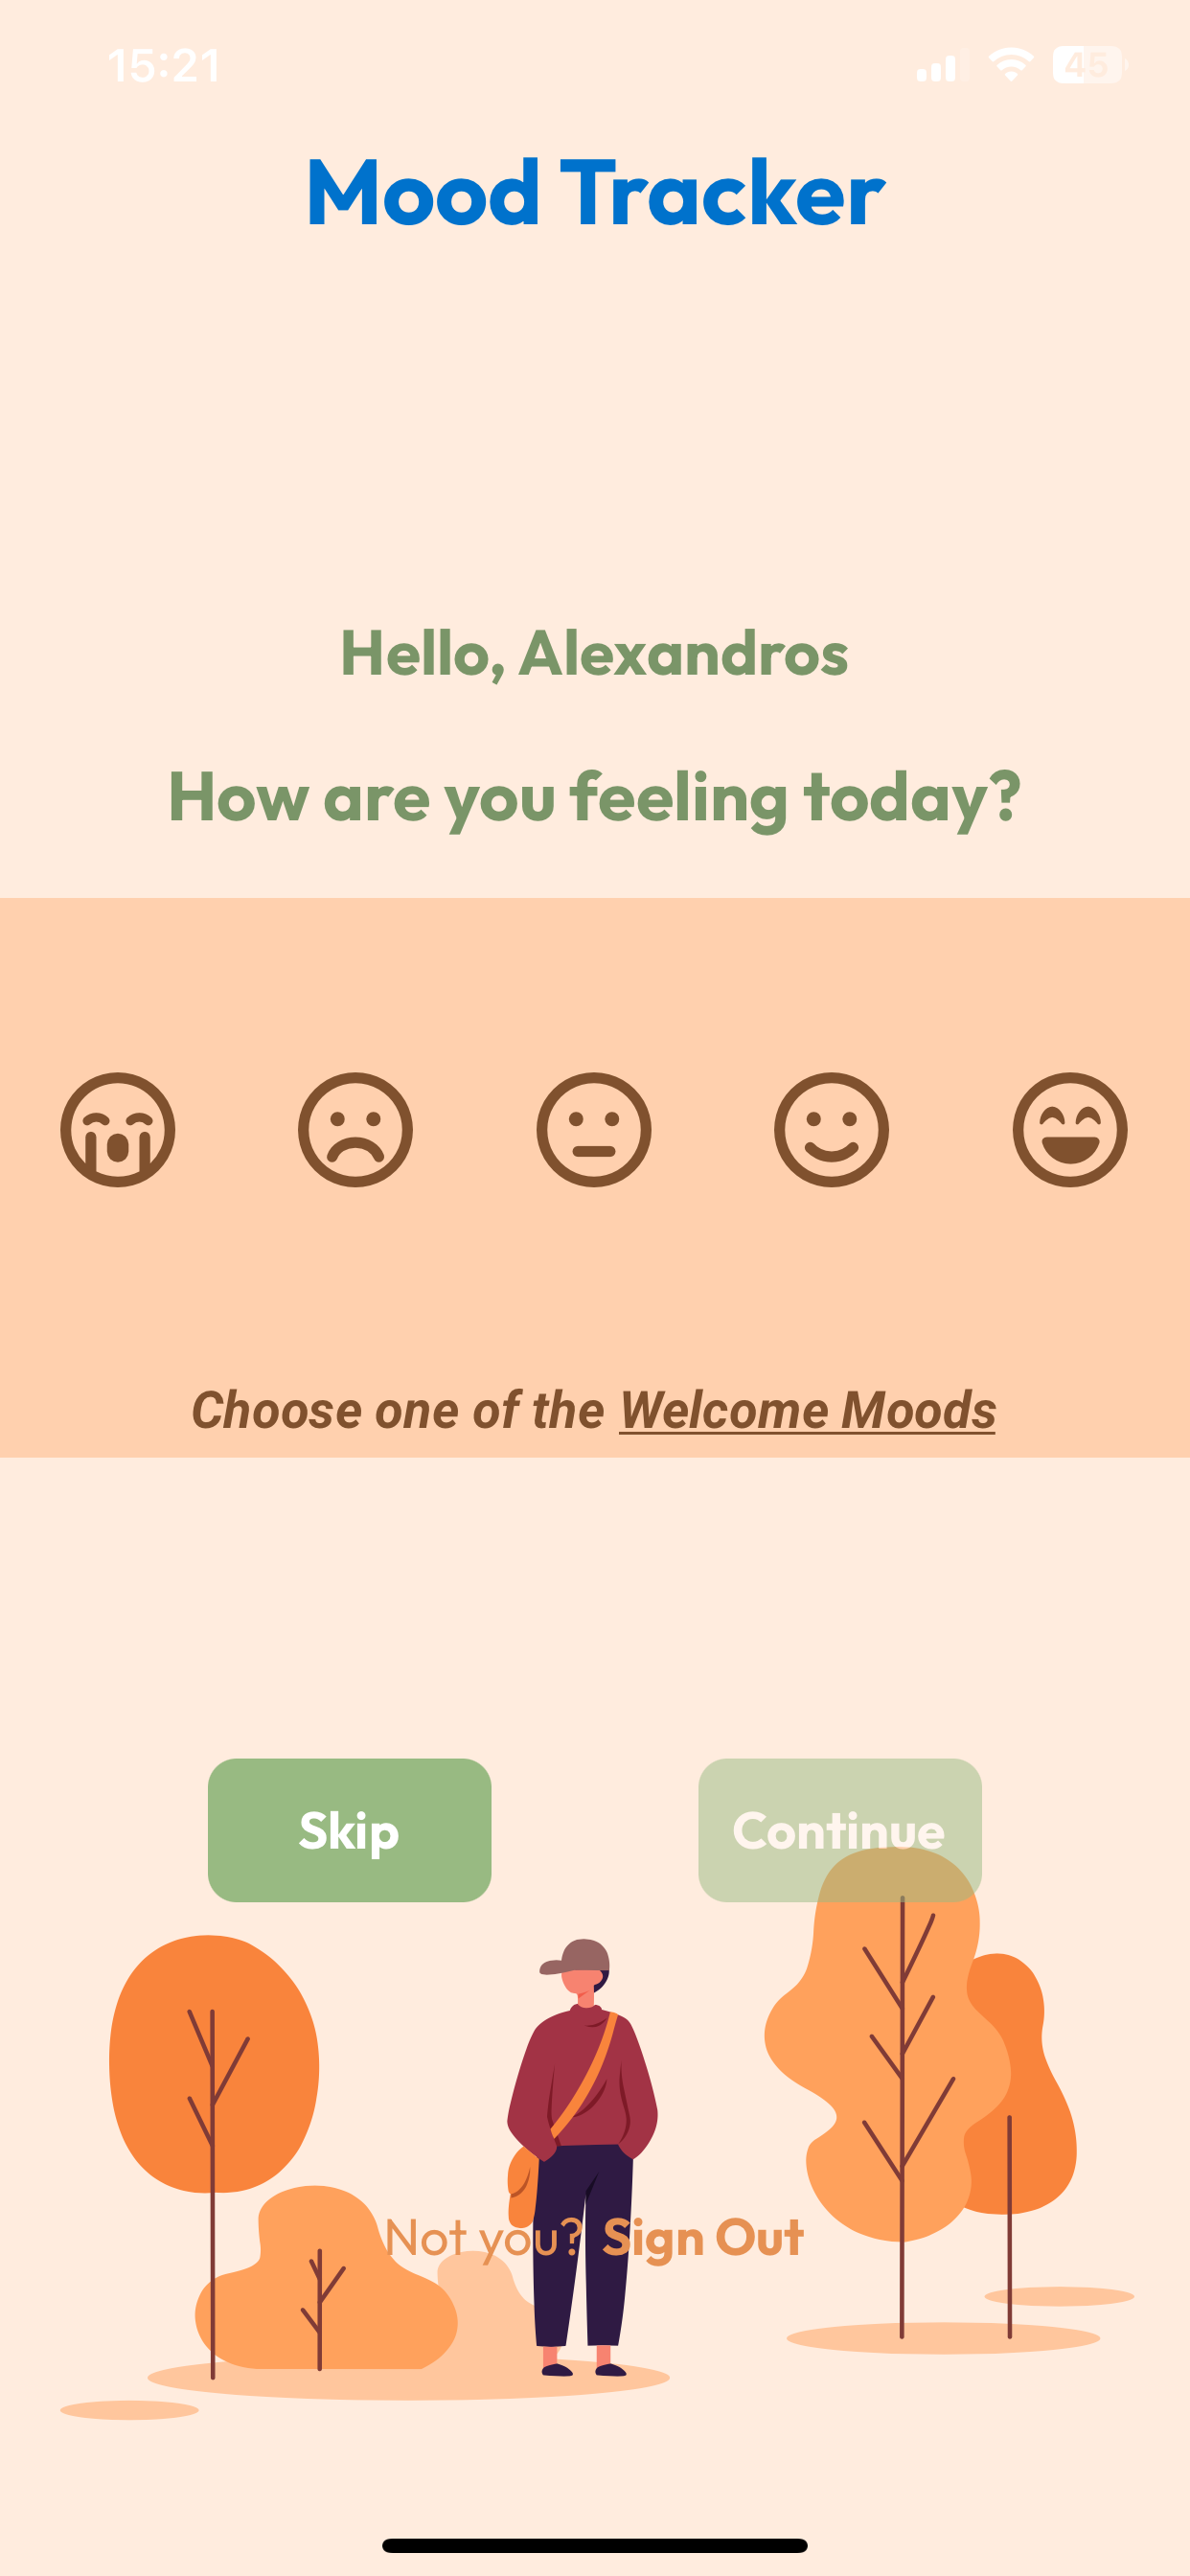 15:21
45
Mood Tracker
Hello, Alexandros
How are you feeling today?
Choose one of the Welcome Moods
Skip
Continue
Not you? Sign Out